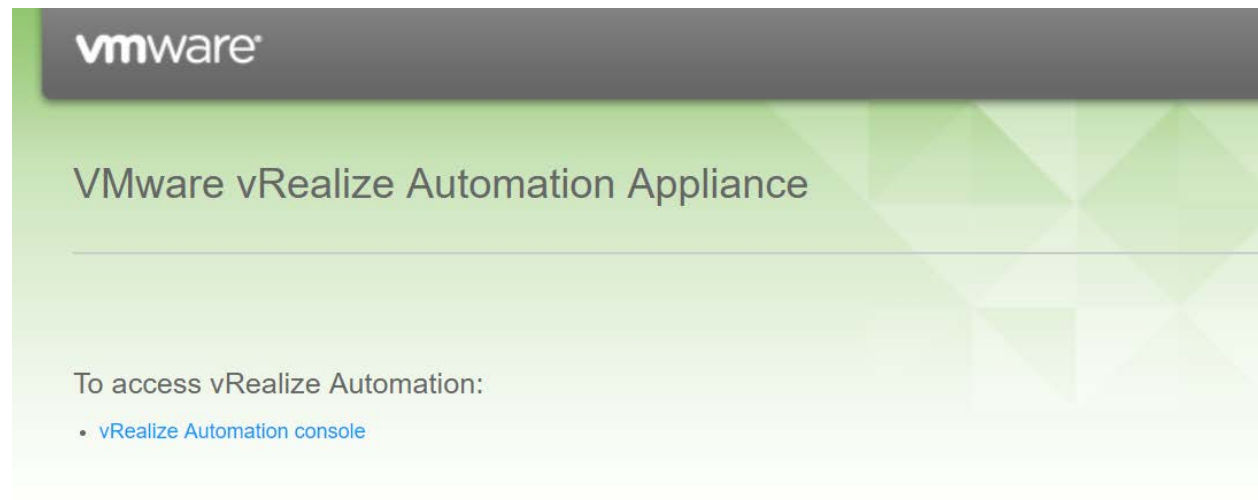 vmware®
VMware vRealize Automation Appliance
To access vRealize Automation:
• vRealize Automation console